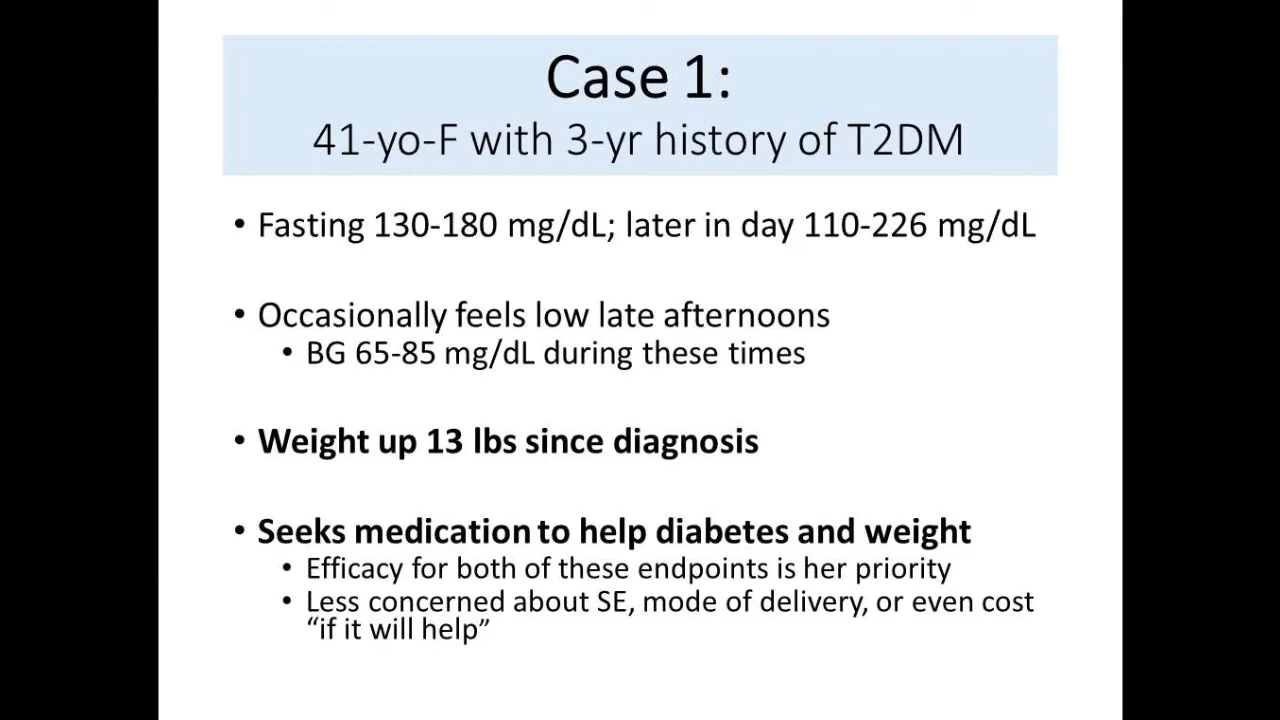 Case 1:
41-yo-F with 3-yr history of T2DM
• Fasting 130-180 mg/dL; later in day 110-226 mg/dL
• Occasionally feels low late afternoons
• BG 65-85 mg/dL during these times
• Weight up 13 lbs since diagnosis
• Seeks medication to help diabetes and weight
• Efficacy for both of these endpoints is her priority
• Less concerned about SE, mode of delivery, or even cost
“if it will help”